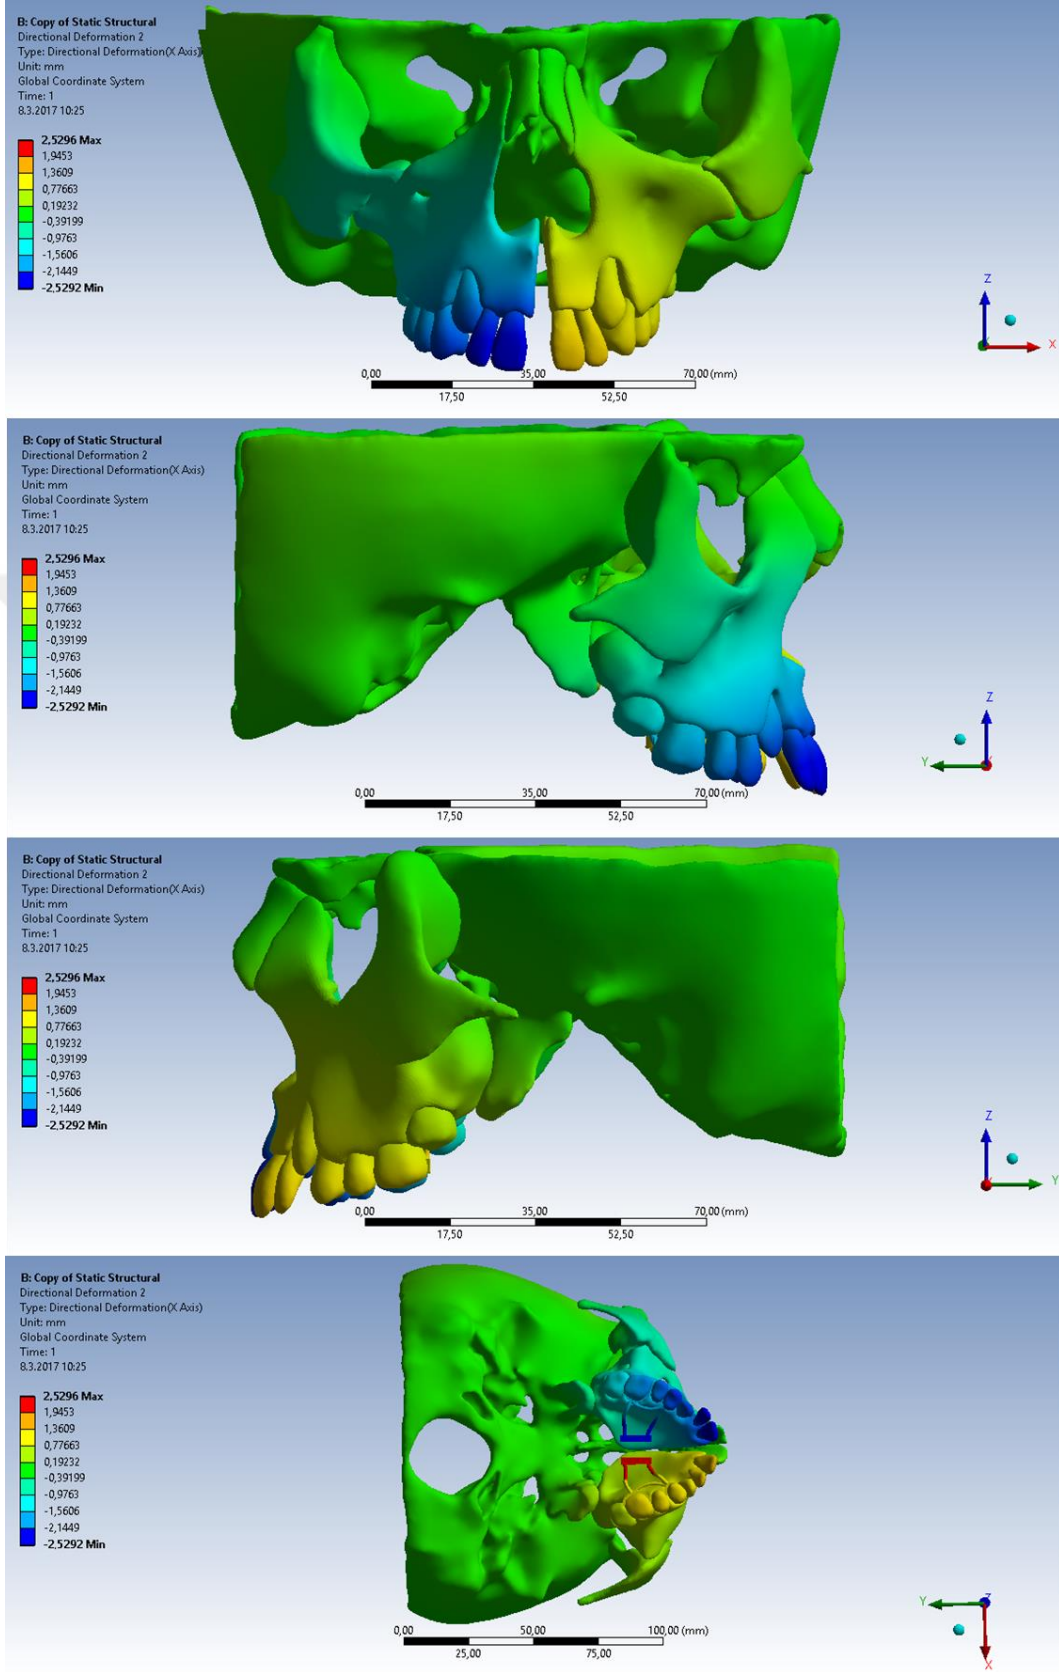 B: Copy of Static Structural
Directional Deformation 2
Type: Directional Deformation(X Axis)
Unit: mm
Global Coordinate System
Time: 1
8.3.2017 10:25
2,5296 Max
1,9453
1,3609
0,77663
0,19232
-0,39199
-0,9763
-1,5606
-2,1449
-2,5292 Min
Z
X
0,00 35,00 70,00 (mm)
17,50 52,50
B: Copy of Static Structural
Directional Deformation 2
Type: Directional Deformation(X Axis)
Unit: mm
Global Coordinate System
Time: 1
8.3.2017 10:25
2,5296 Max
1,9453
1,3609
0,77663
0,19232
-0,39199
-0,9763
-1,5606
-2,1449
-2,5292 Min
Z
Y
0,00 35,00 70,00 (mm)
17,50 52,50
B: Copy of Static Structural
Directional Deformation 2
Type: Directional Deformation(X Axis)
Unit: mm
Global Coordinate System
Time: 1
8.3.2017 10:25
2,5296 Max
1,9453
1,3609
0,77663
0,19232
-0,39199
-0,9763
-1,5606
-2,1449
-2,5292 Min
Z
Y
0,00 35,00 70,00 (mm)
17,50 52,50
B: Copy of Static Structural
Directional Deformation 2
Type: Directional Deformation(X Axis)
Unit: mm
Global Coordinate System
Time: 1
8.3.2017 10:25
2,5296 Max
1,9453
1,3609
0,77663
0,19232
-0,39199
-0,9763
-1,5606
-2,1449
-2,5292 Min
Y Z
X
0,00 50,00 100,00 (mm)
25,00 75,00